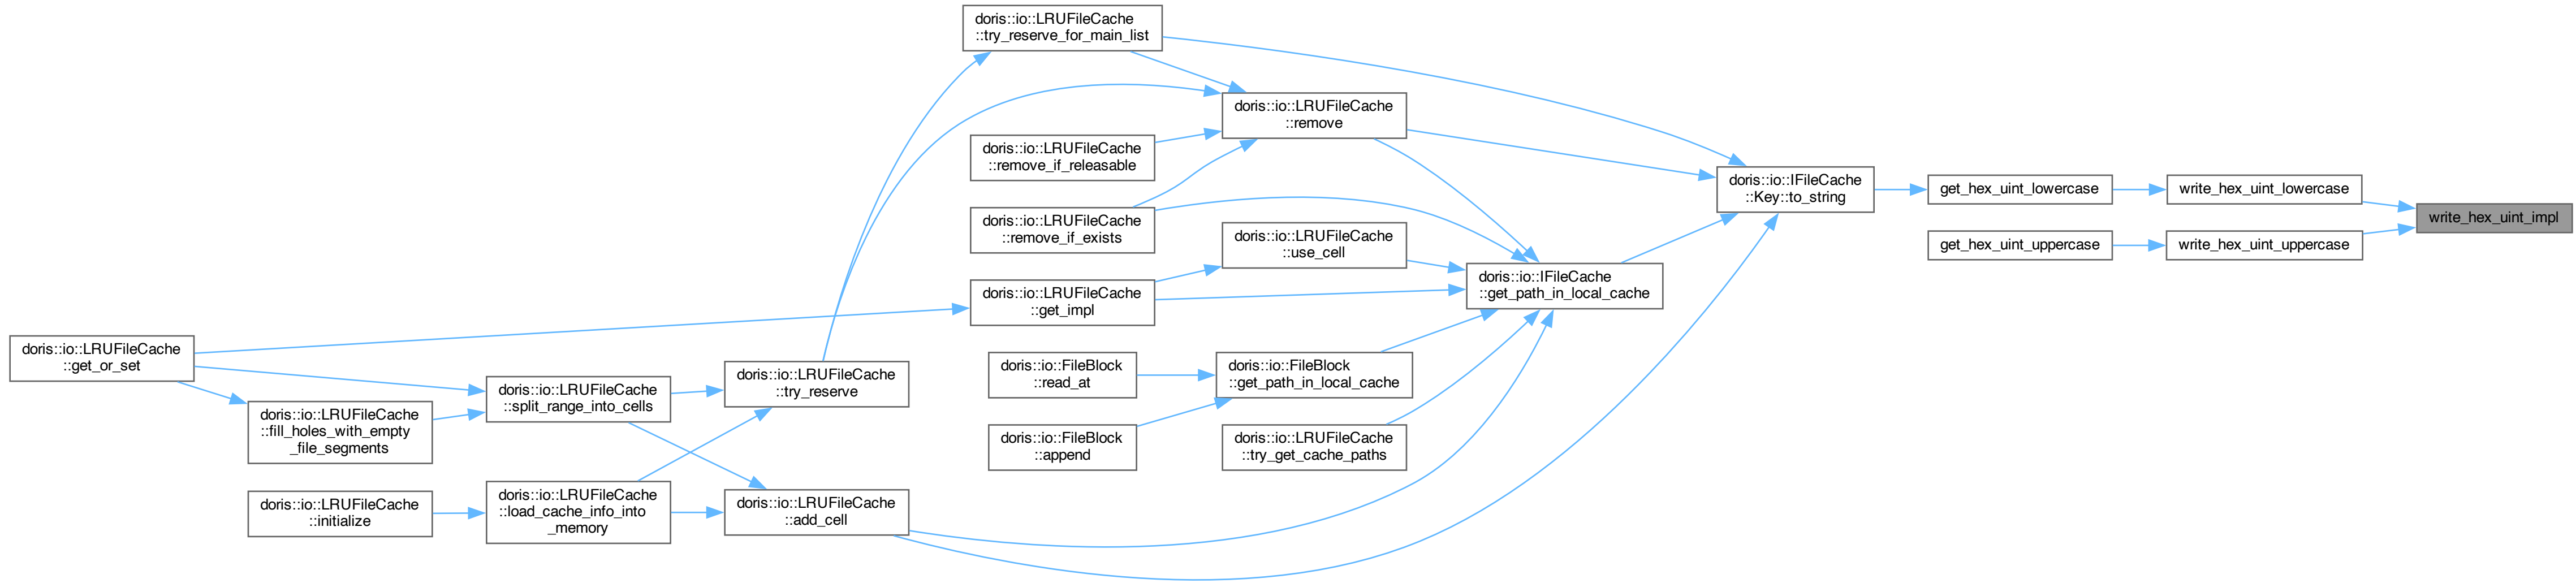 doris::io::LRUFileCache
::try_reserve_for_main_list
doris::io::LRUFileCache
::remove
doris::io::LRUFileCache
::remove_if_releasable
doris::io::IFileCache
::Key::to_string
get_hex_uint_lowercase
write_hex_uint_lowercase
write_hex_uint_impl
doris::io::LRUFileCache
::remove_if_exists
doris::io::LRUFileCache
::use_cell
get_hex_uint_uppercase
write_hex_uint_uppercase
doris::io::IFileCache
::get_path_in_local_cache
doris::io::LRUFileCache
::get_impl
doris::io::LRUFileCache
::get_or_set
doris::io::FileBlock
::read_at
doris::io::FileBlock
::get_path_in_local_cache
doris::io::LRUFileCache
::try_reserve
doris::io::LRUFileCache
::split_range_into_cells
doris::io::LRUFileCache
::fill_holes_with_empty
_file_segments
doris::io::FileBlock
::append
doris::io::LRUFileCache
::try_get_cache_paths
doris::io::LRUFileCache
::initialize
doris::io::LRUFileCache
::load_cache_info_into
_memory
doris::io::LRUFileCache
::add_cell